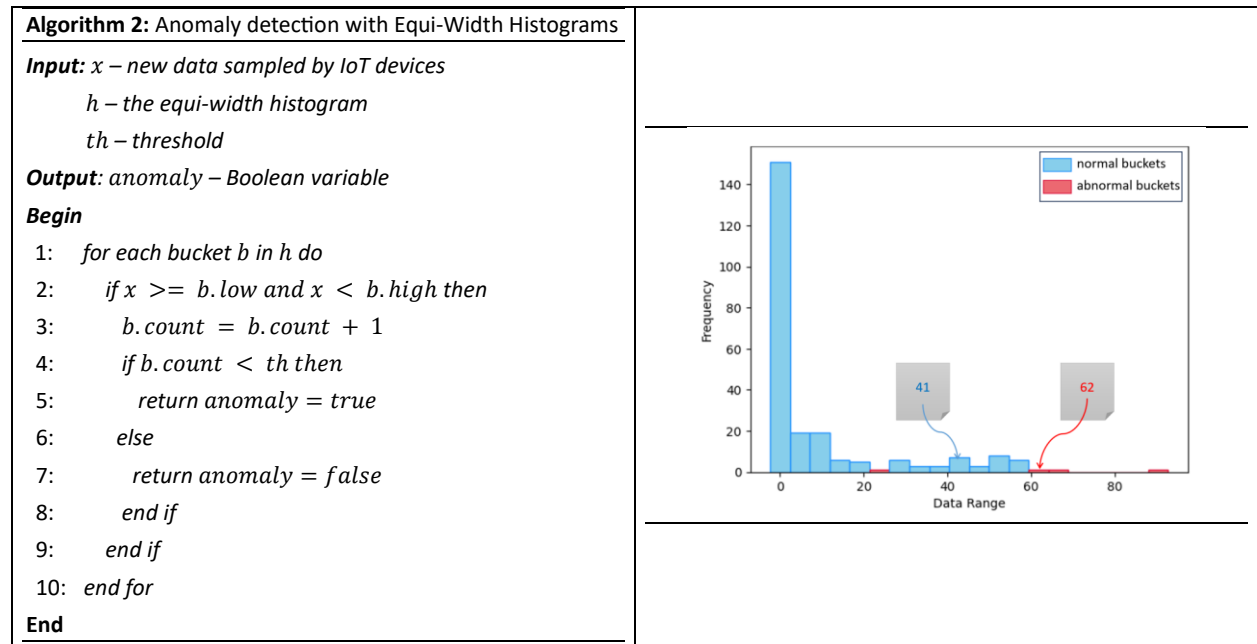 Algorithm 2: Anomaly detection with Equi-Width Histograms
Input: x – new data sampled by IoT devices
h – the equi-width histogram
th – threshold
Output: anomaly – Boolean variable
Begin
1: for each bucket b in h do
2: if x >= b.low and x < b.high then
3: b.count = b.count + 1
4: if b.count < th then
5: return anomaly = true
6: else
7: return anomaly = false
8: end if
9: end if
10: end for
End
normal buckets
abnormal buckets
Frequency
140
120
100
80
60
40
20
0
41
62
0 20 40 60 80
Data Range